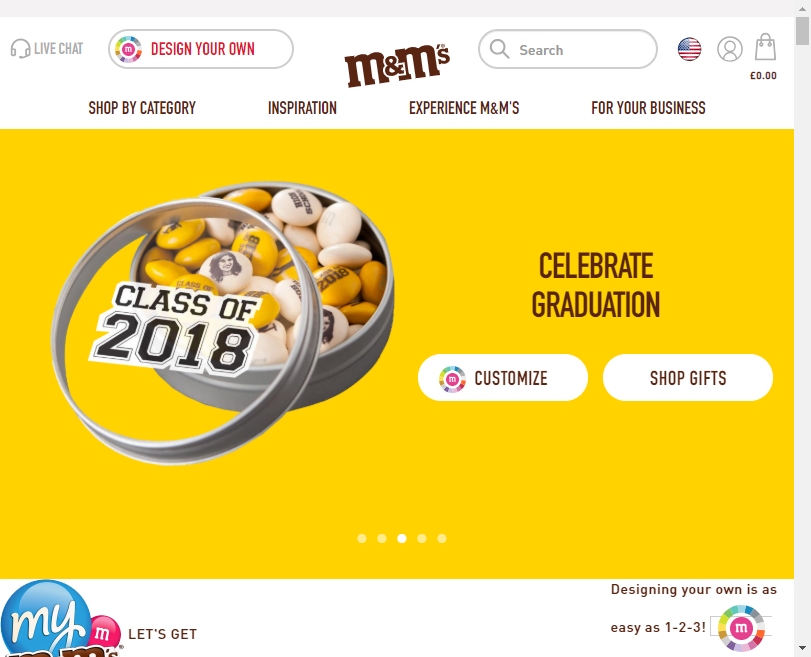 LIVE CHAT
DESIGN YOUR OWN
m&m's
Search
£0.00
SHOP BY CATEGORY
INSPIRATION
EXPERIENCE M&M'S
FOR YOUR BUSINESS
CLASS OF
2018
2018
CELEBRATE
GRADUATION
CUSTOMIZE
SHOP GIFTS
my
m
LET'S GET
Designing your own is as
easy as 1-2-3!
m